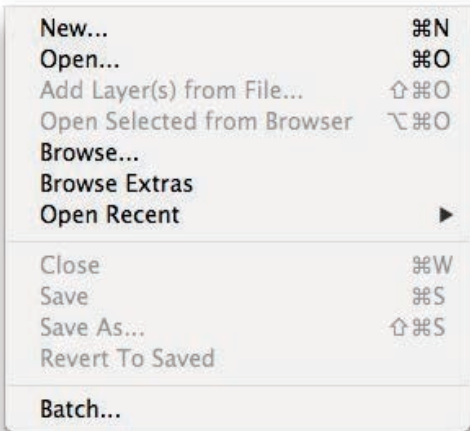 New... ⌘N
Open... ⌘O
Add Layer(s) from File... ⇧⌘O
Open Selected from Browser ⌥⌘O
Browse...
Browse Extras
Open Recent ▶
Close ⌘W
Save ⌘S
Save As... ⇧⌘S
Revert To Saved
Batch...